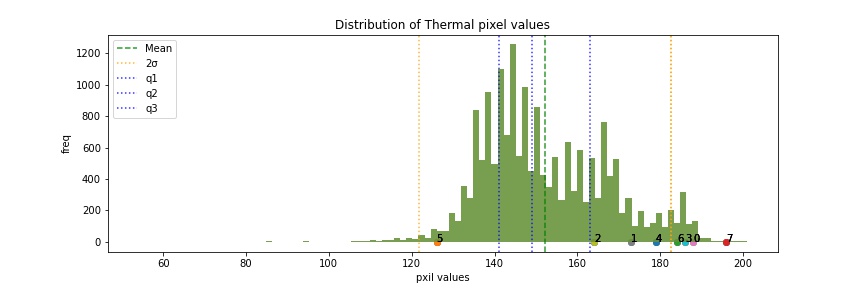 Distribution of Thermal pixel values
Mean
2σ
q1
q2
q3
freq
1200
1000
800
600
400
200
0
5 2 1 4 6 3 0 7
60 80 100 120 140 160 180 200
pxil values